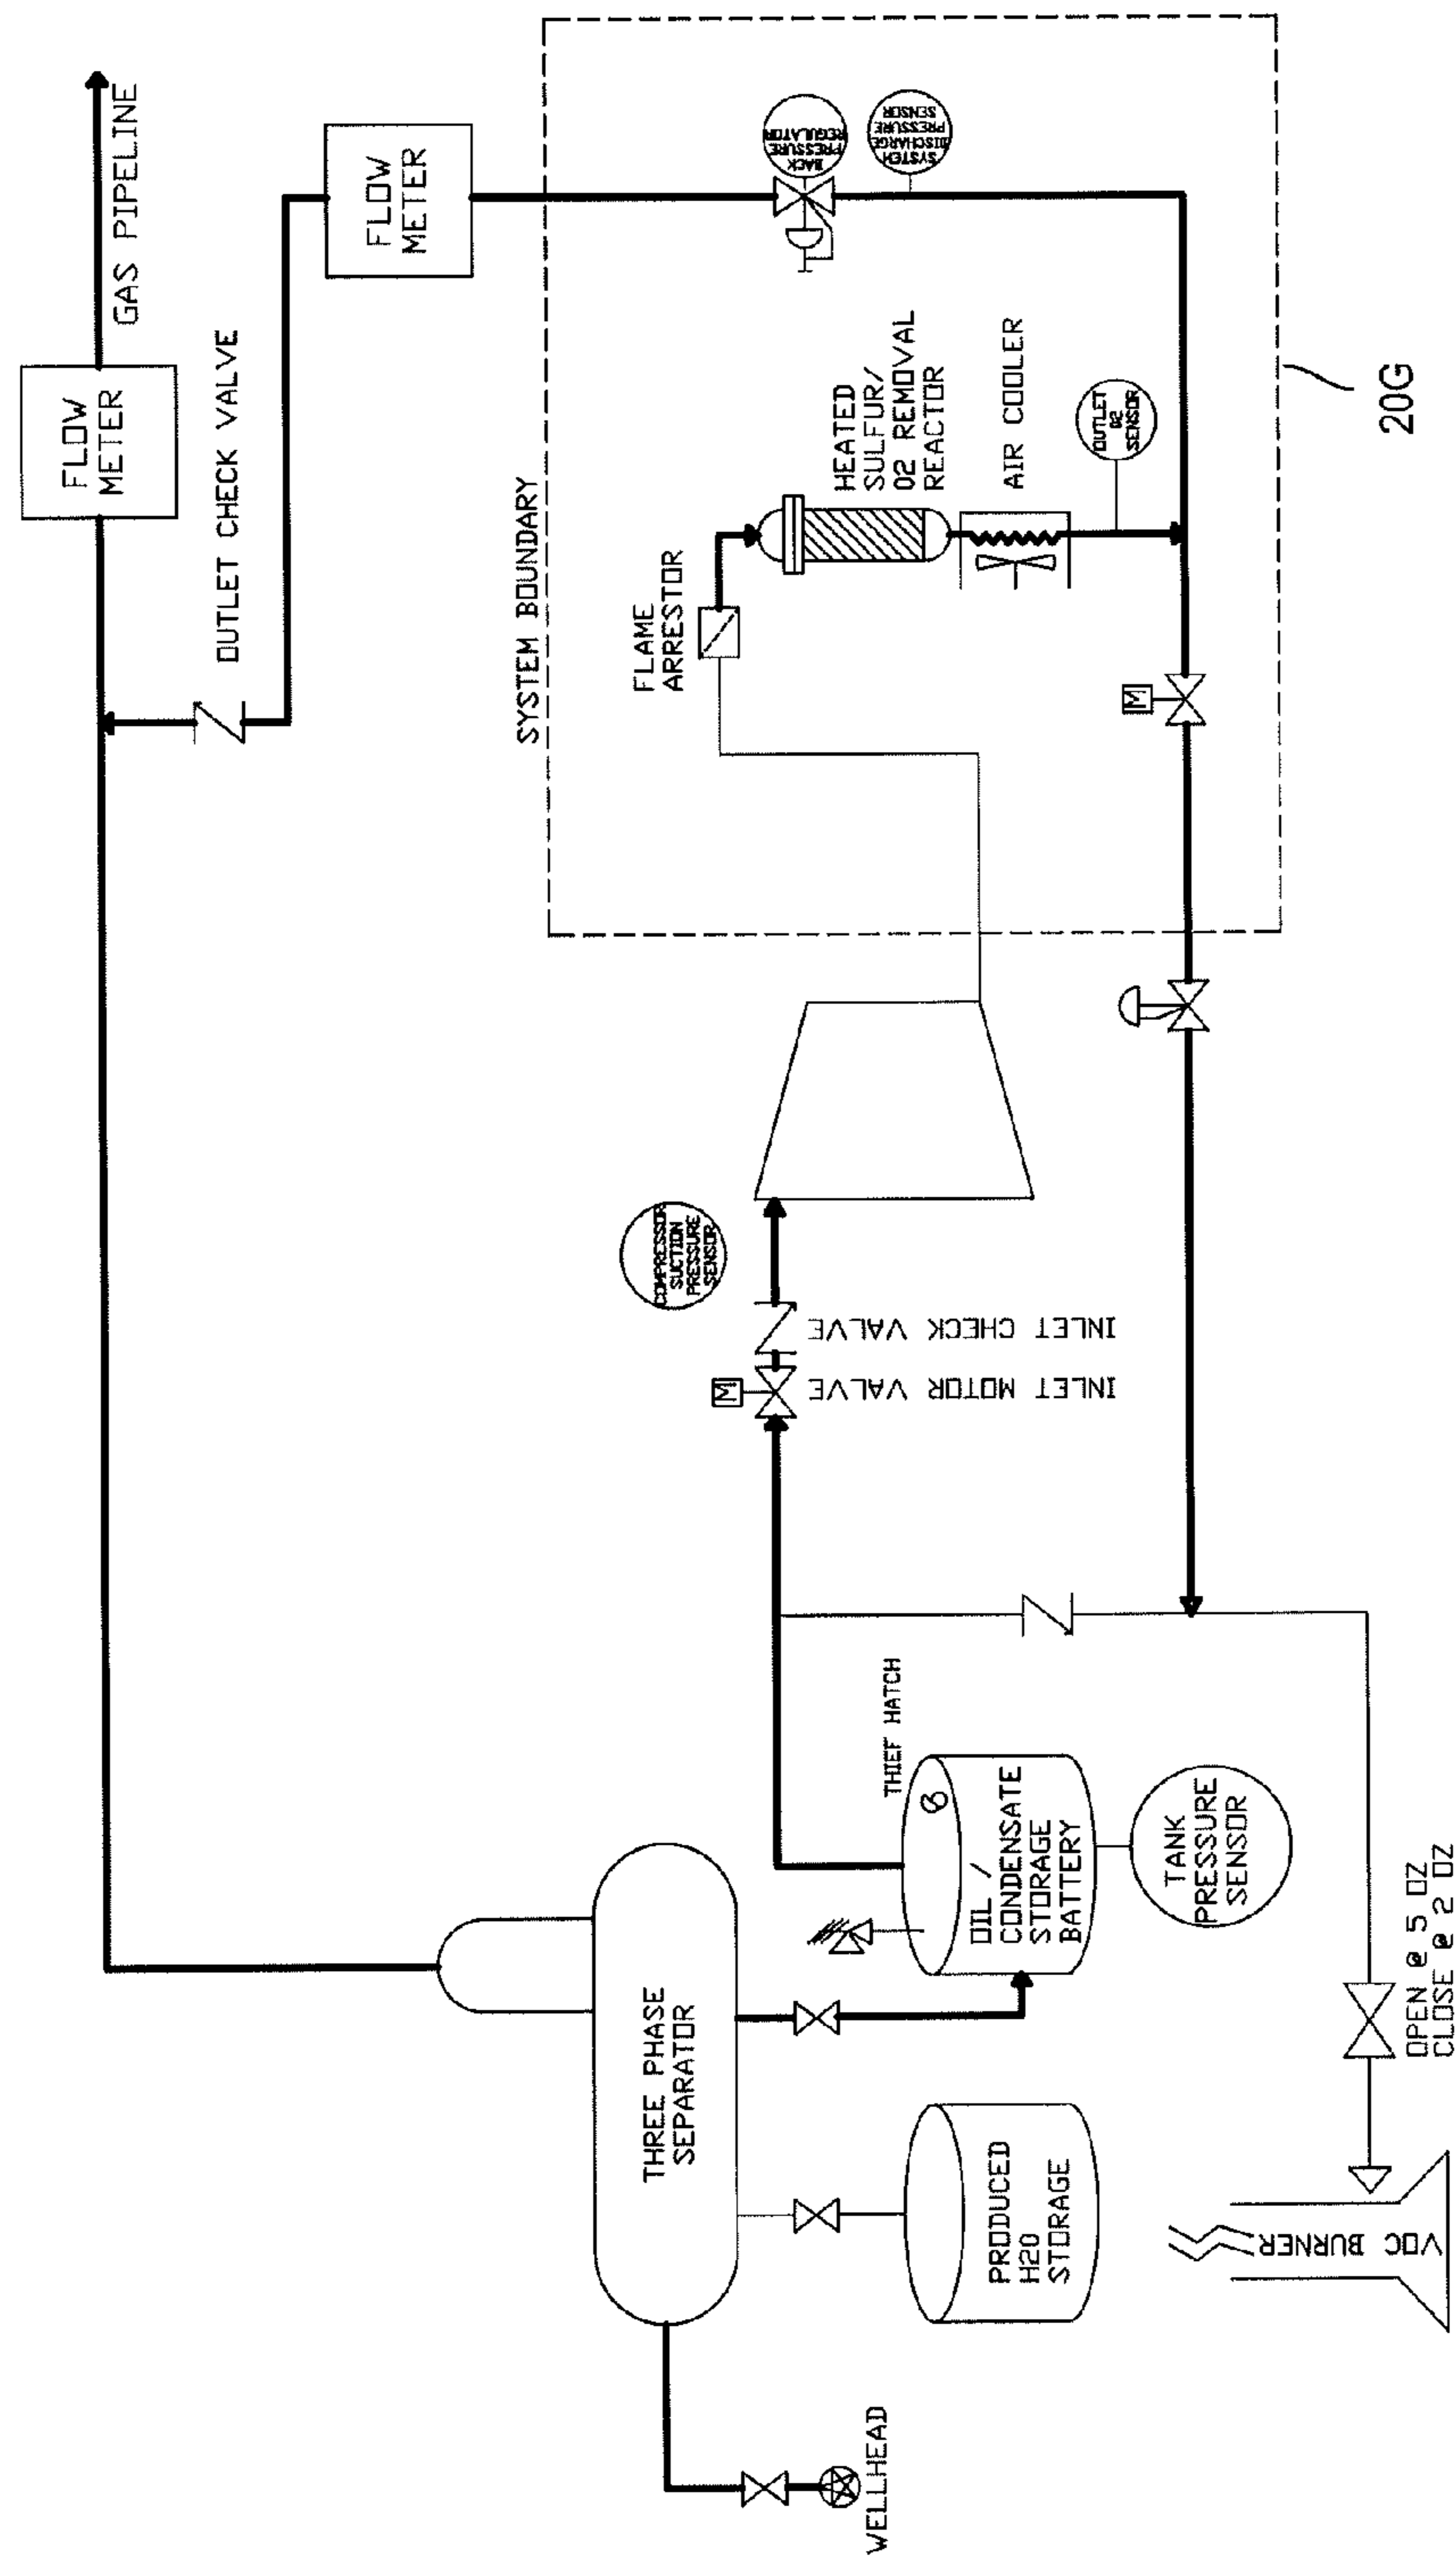 FLOW
METER
GAS PIPELINE
OUTLET CHECK VALVE
FLOW
METER
SYSTEM BOUNDARY
BACK
PRESSURE
REGULATOR
SYSTEM
DISCHARGE
PRESSURE
SENSOR
FLAME
ARRESTOR
HEATED
SULFUR/
O2 REMOVAL
REACTOR
AIR COOLER
OUTLET
O2
SENSOR
M
20G
COMPRESSOR
SUCTION
PRESSURE
SENSOR
M
INLET MOTOR VALVE
INLET CHECK VALVE
THREE PHASE
SEPARATOR
THIEF HATCH
OIL /
CONDENSATE
STORAGE
BATTERY
TANK
PRESSURE
SENSOR
PRODUCED
H2O
STORAGE
WELLHEAD
VOC BURNER
OPEN @ 5 OZ
CLOSE @ 2 OZ